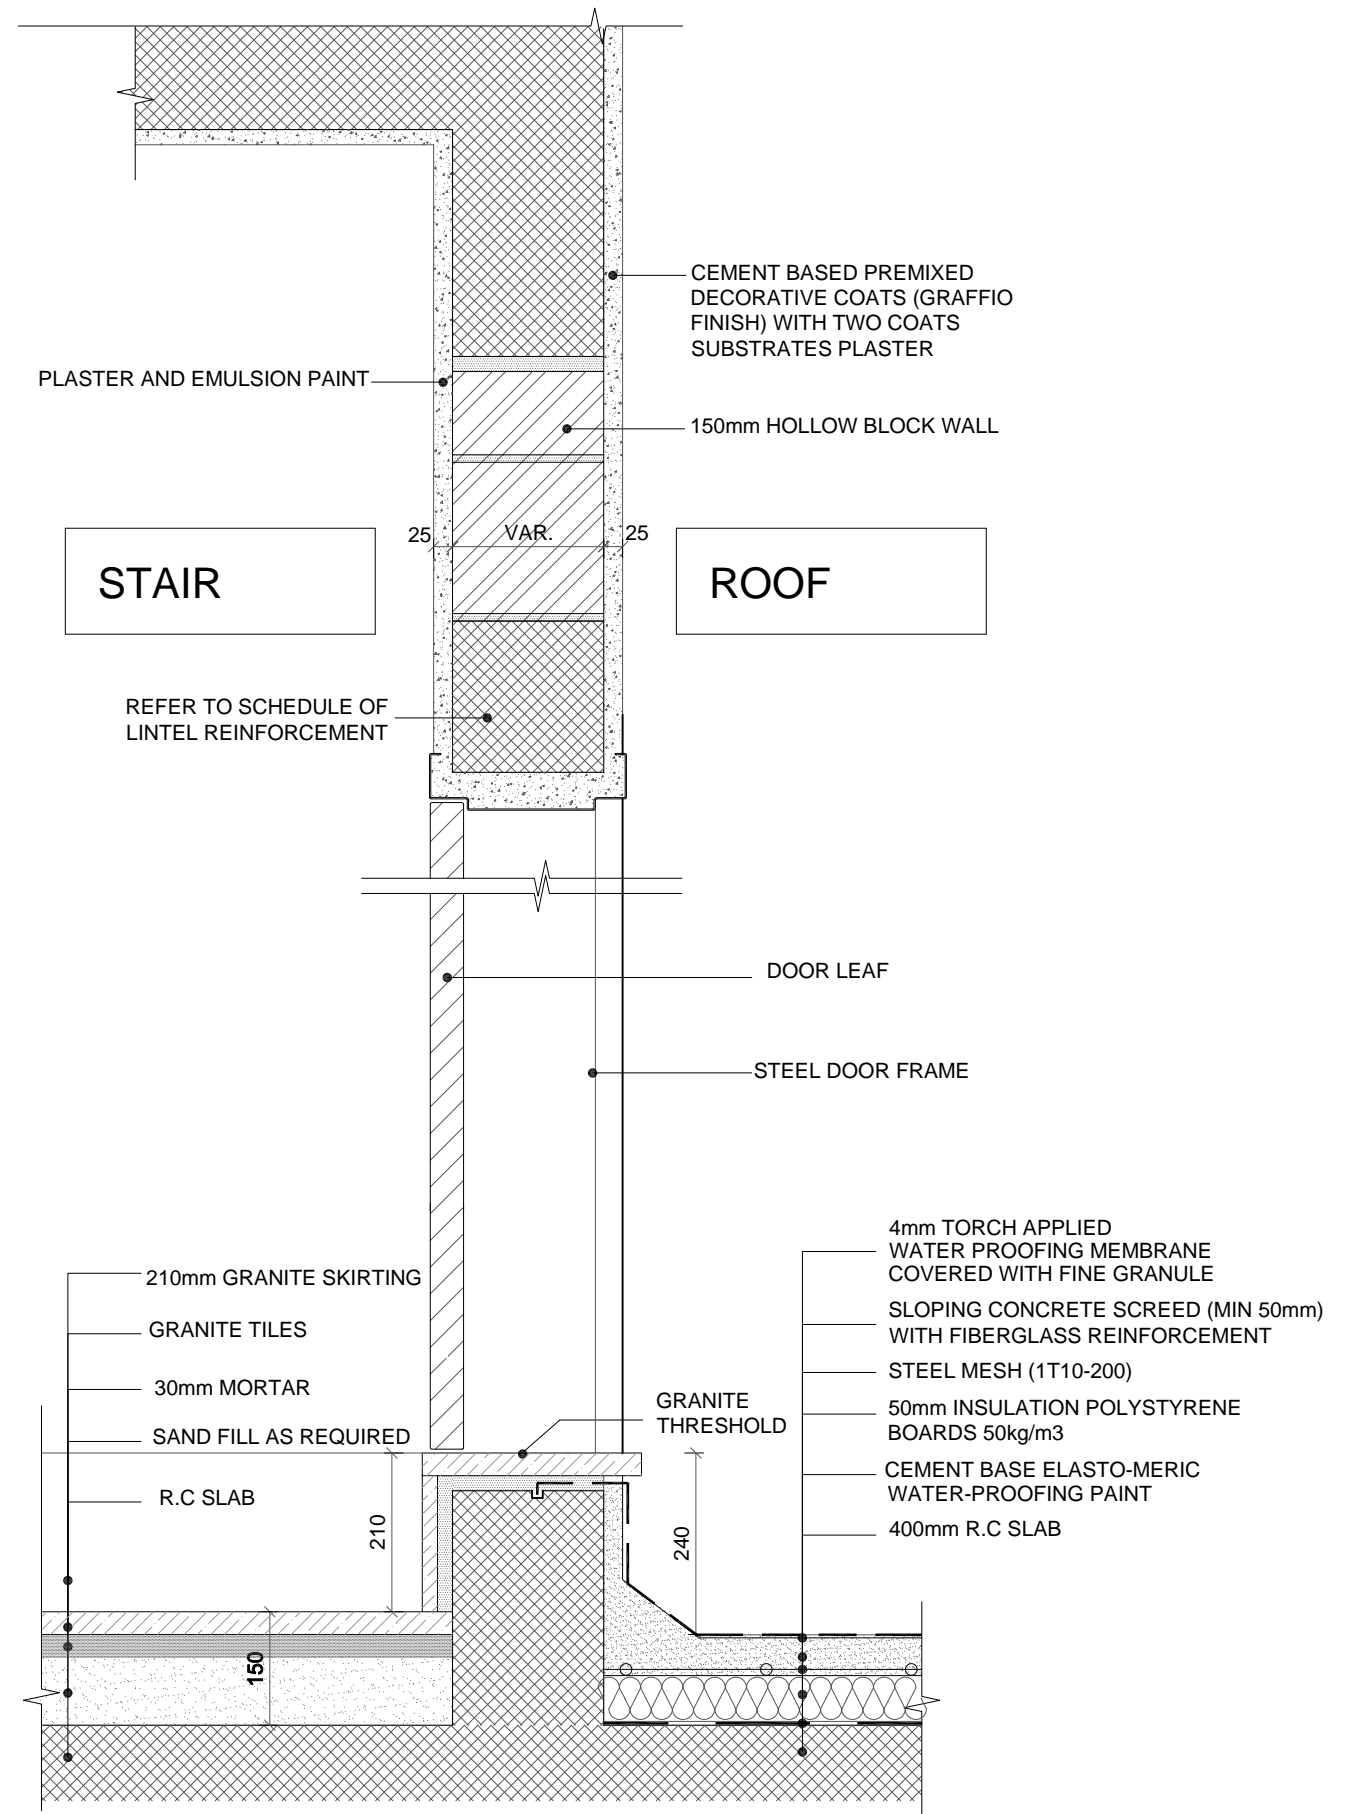 CEMENT BASED PREMIXED
DECORATIVE COATS (GRAFFIO
FINISH) WITH TWO COATS
SUBSTRATES PLASTER
PLASTER AND EMULSION PAINT
150mm HOLLOW BLOCK WALL
25
VAR.
25
STAIR
ROOF
REFER TO SCHEDULE OF
LINTEL REINFORCEMENT
DOOR LEAF
STEEL DOOR FRAME
210mm GRANITE SKIRTING
GRANITE TILES
30mm MORTAR
SAND FILL AS REQUIRED
R.C SLAB
GRANITE
THRESHOLD
4mm TORCH APPLIED
WATER PROOFING MEMBRANE
COVERED WITH FINE GRANULE
SLOPING CONCRETE SCREED (MIN 50mm)
WITH FIBERGLASS REINFORCEMENT
STEEL MESH (1T10-200)
50mm INSULATION POLYSTYRENE
BOARDS 50kg/m3
CEMENT BASE ELASTO-MERIC
WATER-PROOFING PAINT
400mm R.C SLAB
210
240
150